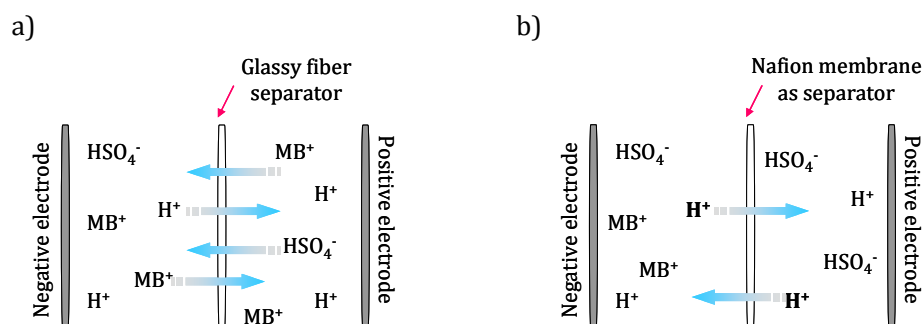 a)
Glassy fiber
separator
Negative electrode
HSO₄⁻
MB⁺
H⁺
H⁺
MB⁺
HSO₄⁻
MB⁺
H⁺
H⁺
MB⁺
Positive electrode
b)
Nafion membrane
as separator
Negative electrode
HSO₄⁻
HSO₄⁻
MB⁺
H⁺
H⁺
MB⁺
HSO₄⁻
H⁺
H⁺
Positive electrode